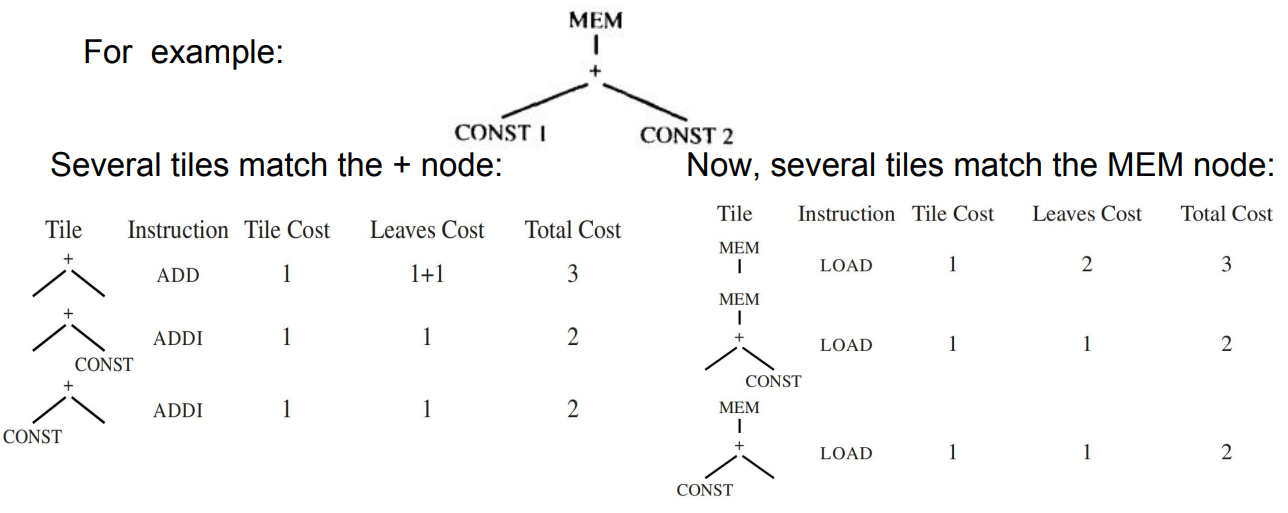 For example:
MEM
+
CONST 1 CONST 2
Several tiles match the + node:
Tile Instruction Tile Cost Leaves Cost Total Cost
+
ADD 1 1+1 3
+
ADDI 1 1 2
CONST
+
ADDI 1 1 2
CONST
Now, several tiles match the MEM node:
Tile Instruction Tile Cost Leaves Cost Total Cost
MEM
LOAD 1 2 3
MEM
+
LOAD 1 1 2
CONST
MEM
+
LOAD 1 1 2
CONST